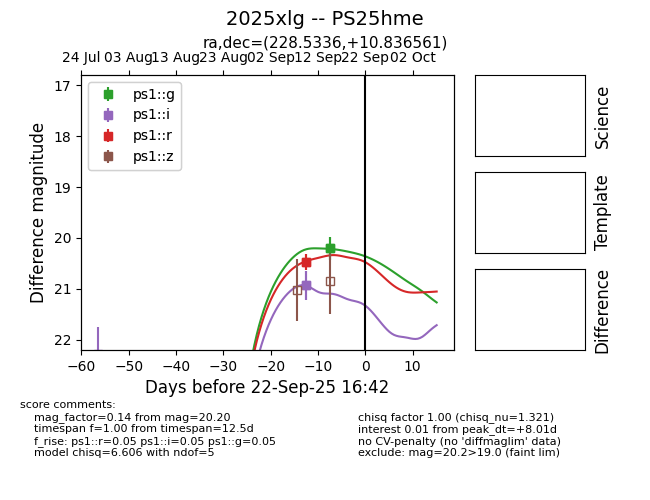 2025xlg -- PS25hme
ra,dec=(228.5336,+10.836561)
24 Jul 03 Aug 13 Aug 23 Aug 02 Sep 12 Sep 22 Sep 02 Oct
17
18
19
20
21
22
Difference magnitude
ps1::g
ps1::i
ps1::r
ps1::z
−60 −50 −40 −30 −20 −10 0 10
Days before 22-Sep-25 16:42
Science
Template
Difference
score comments:
mag_factor=0.14 from mag=20.20
timespan f=1.00 from timespan=12.5d
f_rise: ps1::r=0.05 ps1::i=0.05 ps1::g=0.05
model chisq=6.606 with ndof=5
chisq factor 1.00 (chisq_nu=1.321)
interest 0.01 from peak_dt=+8.01d
no CV-penalty (no 'diffmaglim' data)
exclude: mag=20.2>19.0 (faint lim)